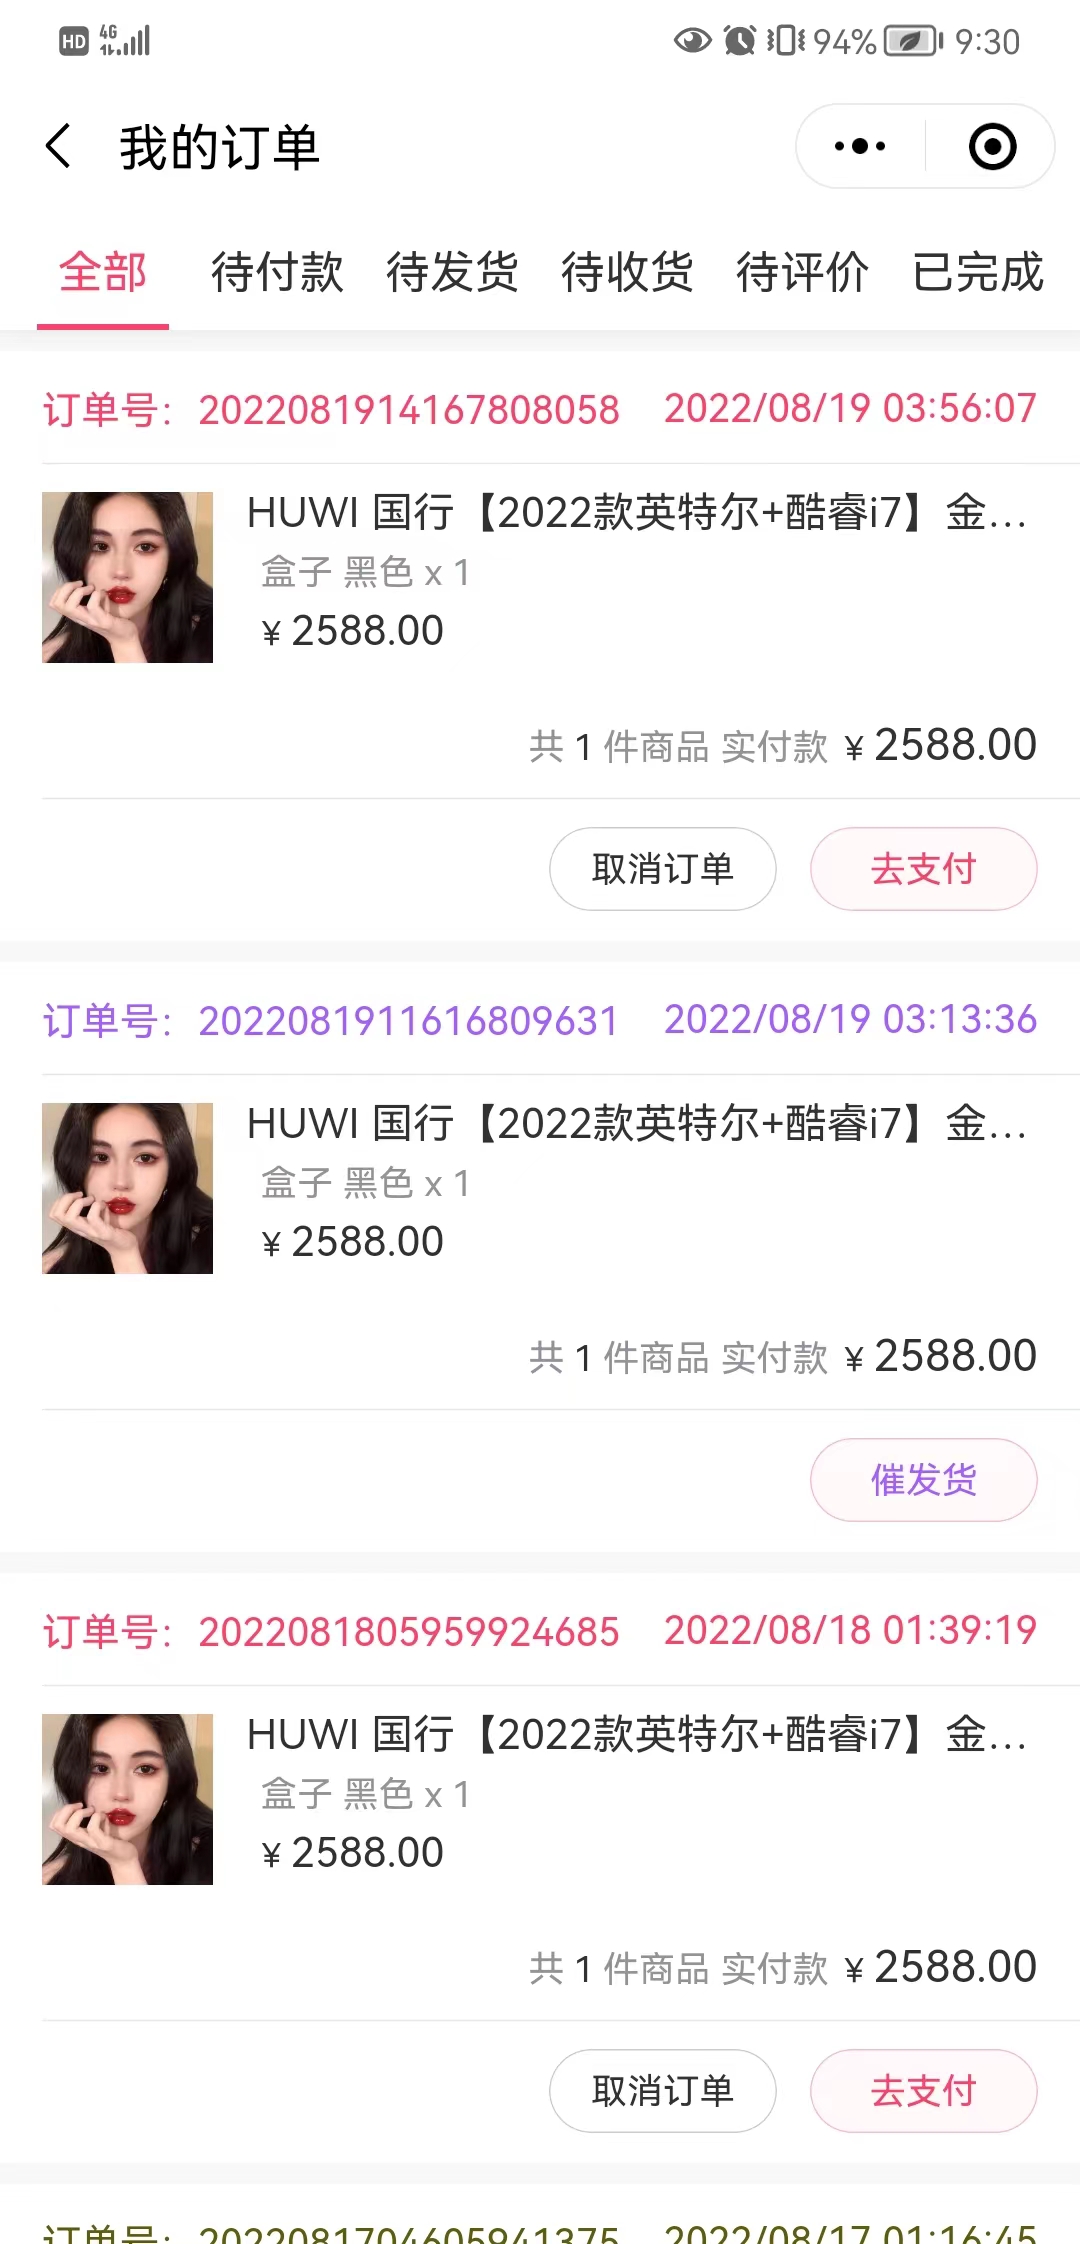 HD 4G 94% 9:30
我的订单
全部 待付款 待发货 待收货 待评价 已完成
订单号： 2022081914167808058 2022/08/19 03:56:07
HUWI 国行【2022款英特尔+酷睿i7】金...
盒子 黑色 x 1
¥ 2588.00
共 1 件商品 实付款 ¥ 2588.00
取消订单 去支付
订单号： 2022081911616809631 2022/08/19 03:13:36
HUWI 国行【2022款英特尔+酷睿i7】金...
盒子 黑色 x 1
¥ 2588.00
共 1 件商品 实付款 ¥ 2588.00
催发货
订单号： 2022081805959924685 2022/08/18 01:39:19
HUWI 国行【2022款英特尔+酷睿i7】金...
盒子 黑色 x 1
¥ 2588.00
共 1 件商品 实付款 ¥ 2588.00
取消订单 去支付
订单号： 2022081704605941375 2022/08/17 01:16:45